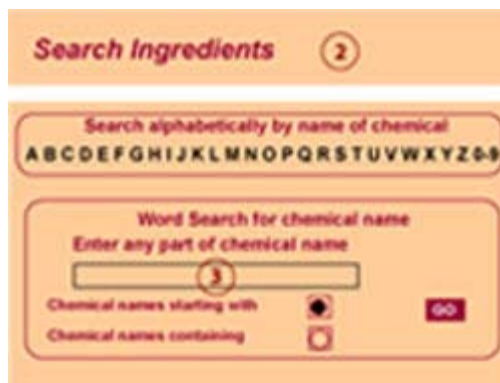 Search Ingredients 2
Search alphabetically by name of chemical
A B C D E F G H I J K L M N O P Q R S T U V W X Y Z 0-9
Word Search for chemical name
Enter any part of chemical name
3
Chemical names starting with
GO
Chemical names containing